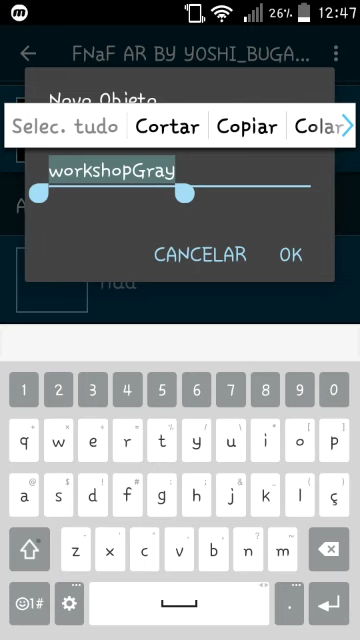 26% 12:47
FNaF AR BY YOSHI_BUGA...
Novo Objeto
Selec. tudo Cortar Copiar Colar
workshopGray
CANCELAR OK
1 2 3 4 5 6 7 8 9 0
q w e r t y u i o p
a s d f g h j k l ç
z x c v b n m
1# .